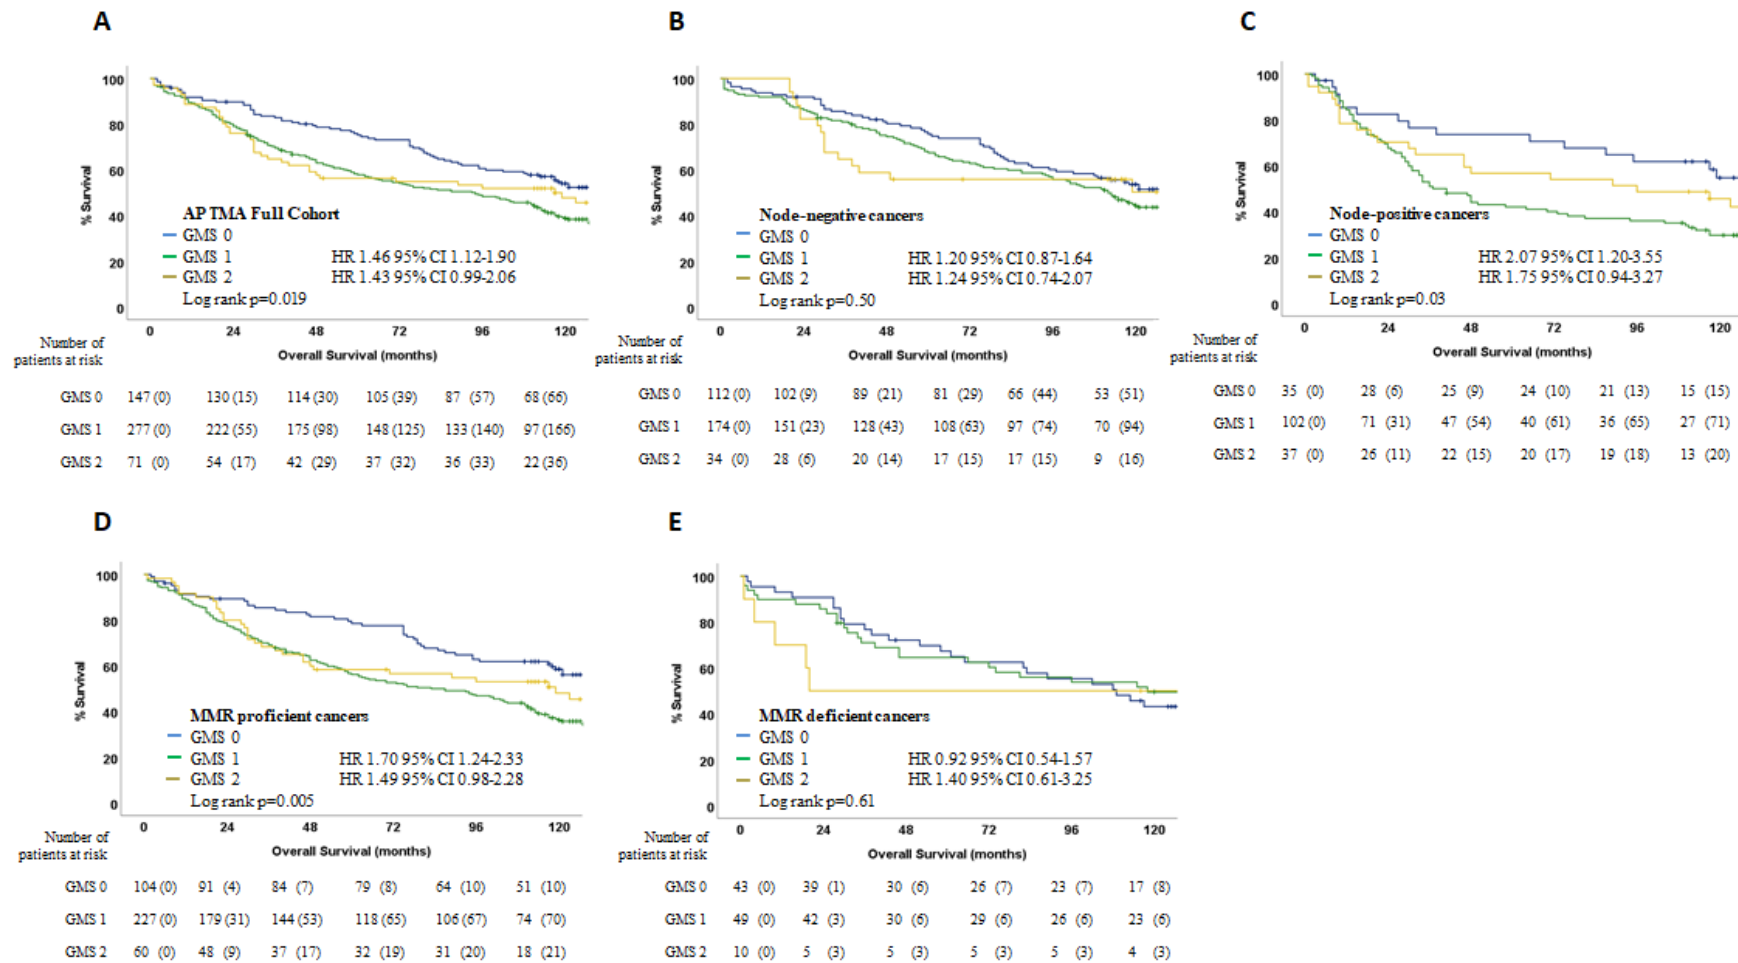 A
100
80
60
40
20
0
% Survival
AP TMA Full Cohort
GMS 0
GMS 1 HR 1.46 95% CI 1.12-1.90
GMS 2 HR 1.43 95% CI 0.99-2.06
Log rank p=0.019
0 24 48 72 96 120
Overall Survival (months)
Number of
patients at risk
GMS 0 147 (0) 130 (15) 114 (30) 105 (39) 87 (57) 68 (66)
GMS 1 277 (0) 222 (55) 175 (98) 148 (125) 133 (140) 97 (166)
GMS 2 71 (0) 54 (17) 42 (29) 37 (32) 36 (33) 22 (36)
B
100
80
60
40
20
0
% Survival
Node-negative cancers
GMS 0
GMS 1 HR 1.20 95% CI 0.87-1.64
GMS 2 HR 1.24 95% CI 0.74-2.07
Log rank p=0.50
0 24 48 72 96 120
Overall Survival (months)
Number of
patients at risk
GMS 0 112 (0) 102 (9) 89 (21) 81 (29) 66 (44) 53 (51)
GMS 1 174 (0) 151 (23) 128 (43) 108 (63) 97 (74) 70 (94)
GMS 2 34 (0) 28 (6) 20 (14) 17 (15) 17 (15) 9 (16)
C
100
80
60
40
20
0
% Survival
Node-positive cancers
GMS 0
GMS 1 HR 2.07 95% CI 1.20-3.55
GMS 2 HR 1.75 95% CI 0.94-3.27
Log rank p=0.03
0 24 48 72 96 120
Overall Survival (months)
Number of
patients at risk
GMS 0 35 (0) 28 (6) 25 (9) 24 (10) 21 (13) 15 (15)
GMS 1 102 (0) 71 (31) 47 (54) 40 (61) 36 (65) 27 (71)
GMS 2 37 (0) 26 (11) 22 (15) 20 (17) 19 (18) 13 (20)
D
100
80
60
40
20
0
% Survival
MMR proficient cancers
GMS 0
GMS 1 HR 1.70 95% CI 1.24-2.33
GMS 2 HR 1.49 95% CI 0.98-2.28
Log rank p=0.005
0 24 48 72 96 120
Overall Survival (months)
Number of
patients at risk
GMS 0 104 (0) 91 (4) 84 (7) 79 (8) 64 (10) 51 (10)
GMS 1 227 (0) 179 (31) 144 (53) 118 (65) 106 (67) 74 (70)
GMS 2 60 (0) 48 (9) 37 (17) 32 (19) 31 (20) 18 (21)
E
100
80
60
40
20
0
% Survival
MMR deficient cancers
GMS 0
GMS 1 HR 0.92 95% CI 0.54-1.57
GMS 2 HR 1.40 95% CI 0.61-3.25
Log rank p=0.61
0 24 48 72 96 120
Overall Survival (months)
Number of
patients at risk
GMS 0 43 (0) 39 (1) 30 (6) 26 (7) 23 (7) 17 (8)
GMS 1 49 (0) 42 (3) 30 (6) 29 (6) 26 (6) 23 (6)
GMS 2 10 (0) 5 (3) 5 (3) 5 (3) 5 (3) 4 (3)